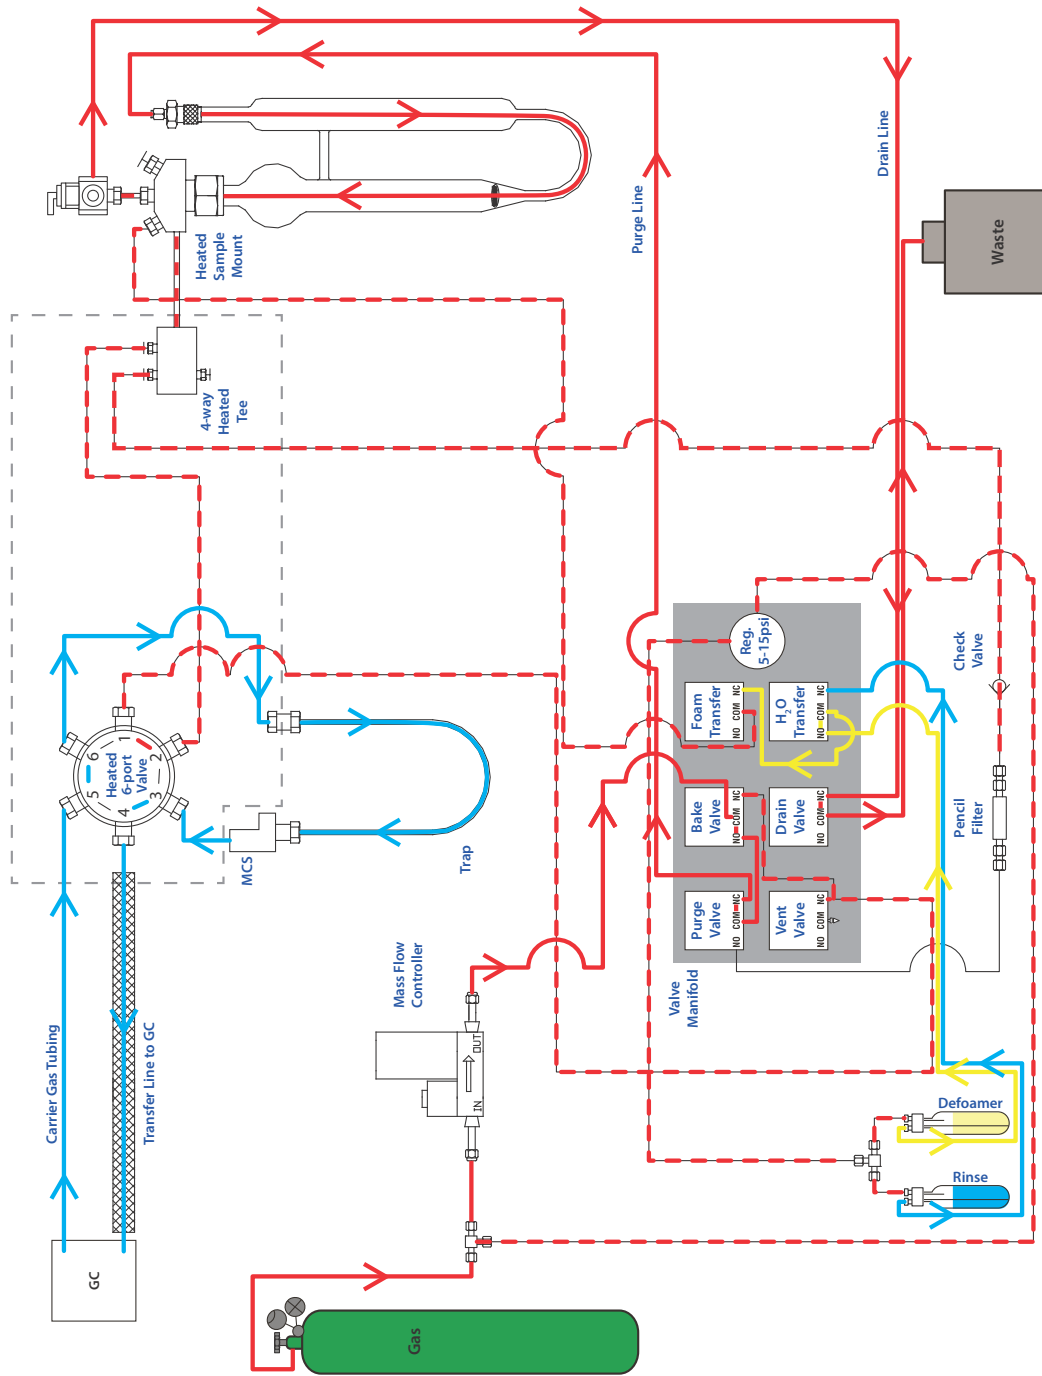 GC
Carrier Gas Tubing
Transfer Line to GC
Heated
6-port
Valve
1
2
3
4
5
6
MCS
Trap
4-way
Heated
Tee
Heated
Sample
Mount
Gas
Mass Flow
Controller
IN
OUT
Purge Line
Drain Line
Waste
Valve
Manifold
Purge
Valve
NO COM NC
Bake
Valve
NO COM NC
Foam
Transfer
NO COM NC
Reg.
5-15psi
Vent
Valve
NO COM NC
Drain
Valve
NO COM NC
H2O
Transfer
NO COM NC
Rinse
Defoamer
Pencil
Filter
Check
Valve